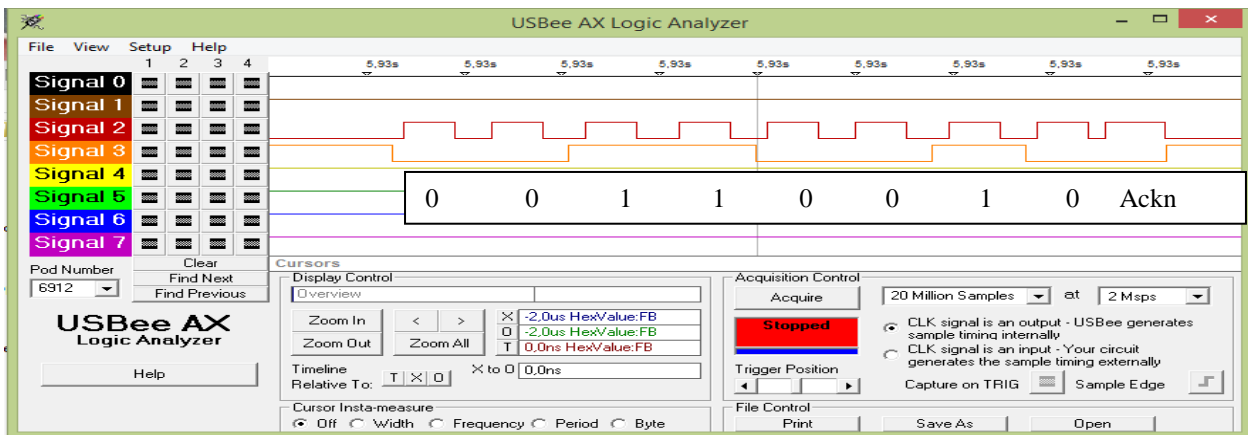 USBee AX Logic Analyzer
File View Setup Help
1 2 3 4
5,93s 5,93s 5,93s 5,93s 5,93s 5,93s 5,93s 5,93s 5,93s
Signal 0
Signal 1
Signal 2
Signal 3
Signal 4
Signal 5
Signal 6
Signal 7
0 0 1 1 0 0 1 0 Ackn
Pod Number
6912
Clear
Find Next
Find Previous
USBee AX
Logic Analyzer
Help
Cursors
Display Control
Overview
Zoom In < > X -2,0us HexValue:FB
O -2,0us HexValue:FB
Zoom Out Zoom All T 0,0ns HexValue:FB
Timeline
Relative To: T X O X to O 0,0ns
Cursor Insta-measure
Off Width Frequency Period Byte
Acquisition Control
Acquire 20 Million Samples at 2 Msps
Stopped
CLK signal is an output - USBee generates
sample timing internally
CLK signal is an input - Your circuit
generates the sample timing externally
Trigger Position
Capture on TRIG Sample Edge
File Control
Print Save As Open